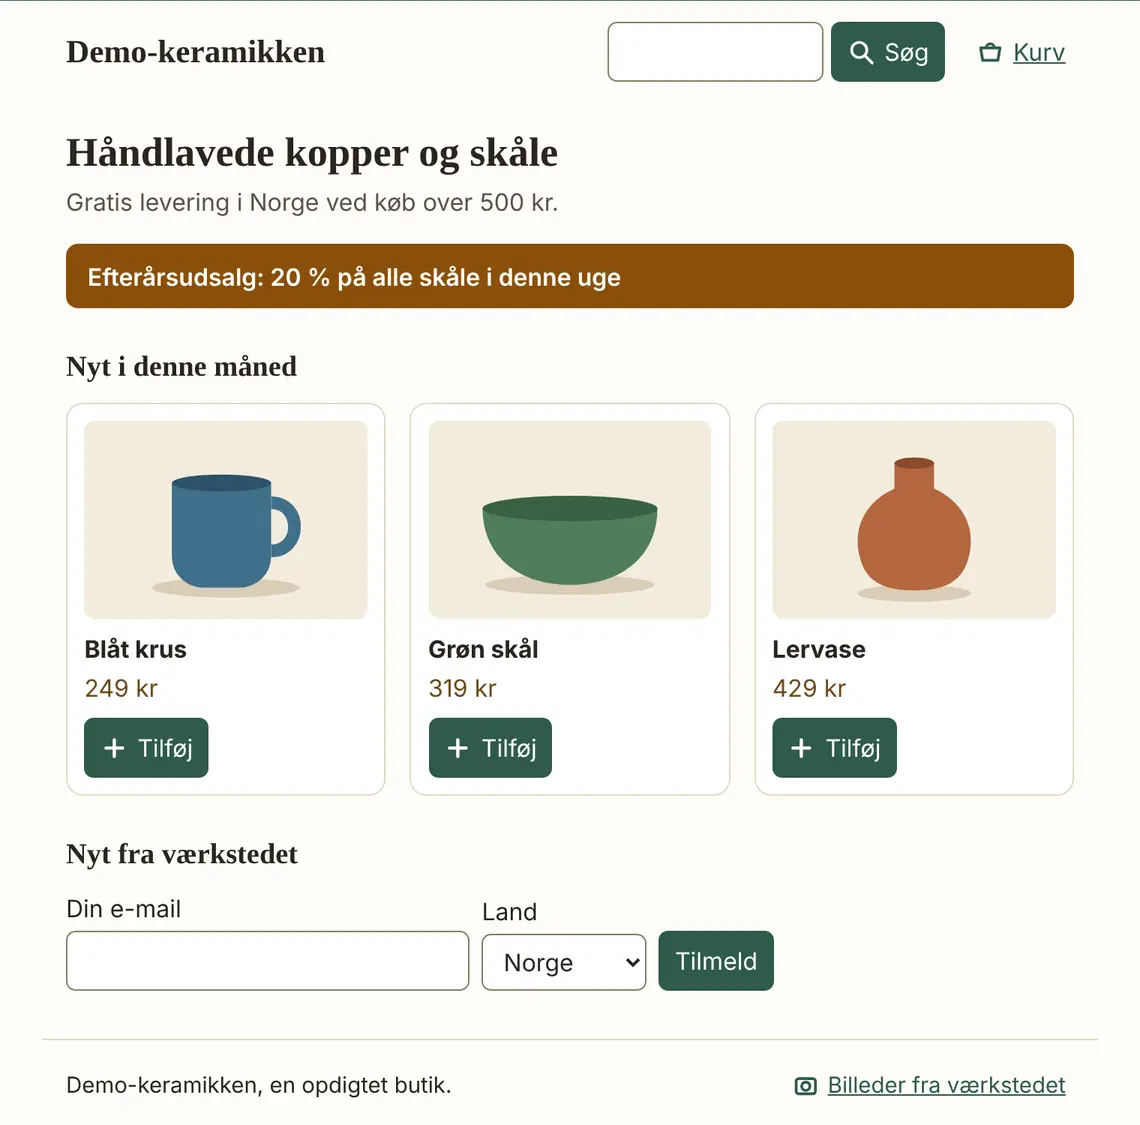 Demo-keramikken
Søg
Kurv
Håndlavede kopper og skåle
Gratis levering i Norge ved køb over 500 kr.
Efterårsudsalg: 20 % på alle skåle i denne uge
Nyt i denne måned
Blåt krus
249 kr
Tilføj
Grøn skål
319 kr
Tilføj
Lervase
429 kr
Tilføj
Nyt fra værkstedet
Din e-mail
Land
Norge
Tilmeld
Demo-keramikken, en opdigtet butik.
Billeder fra værkstedet